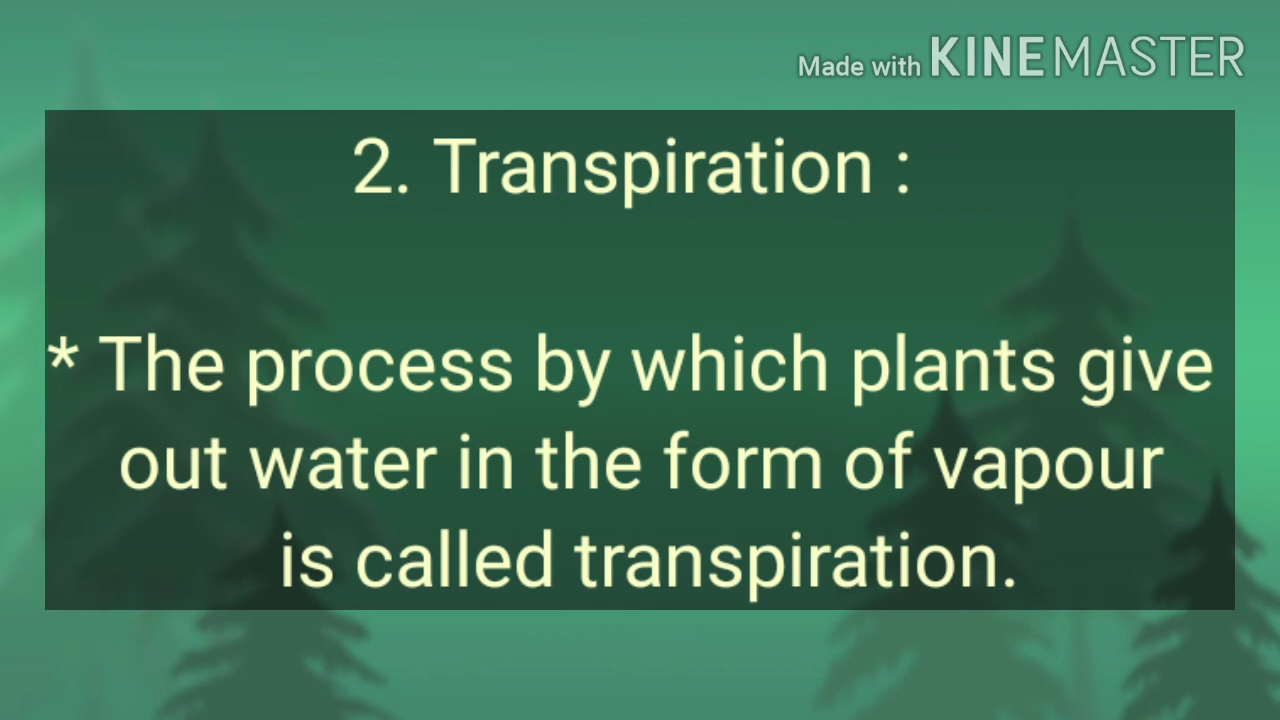 Made with KINEMASTER
2. Transpiration :
* The process by which plants give
out water in the form of vapour
is called transpiration.